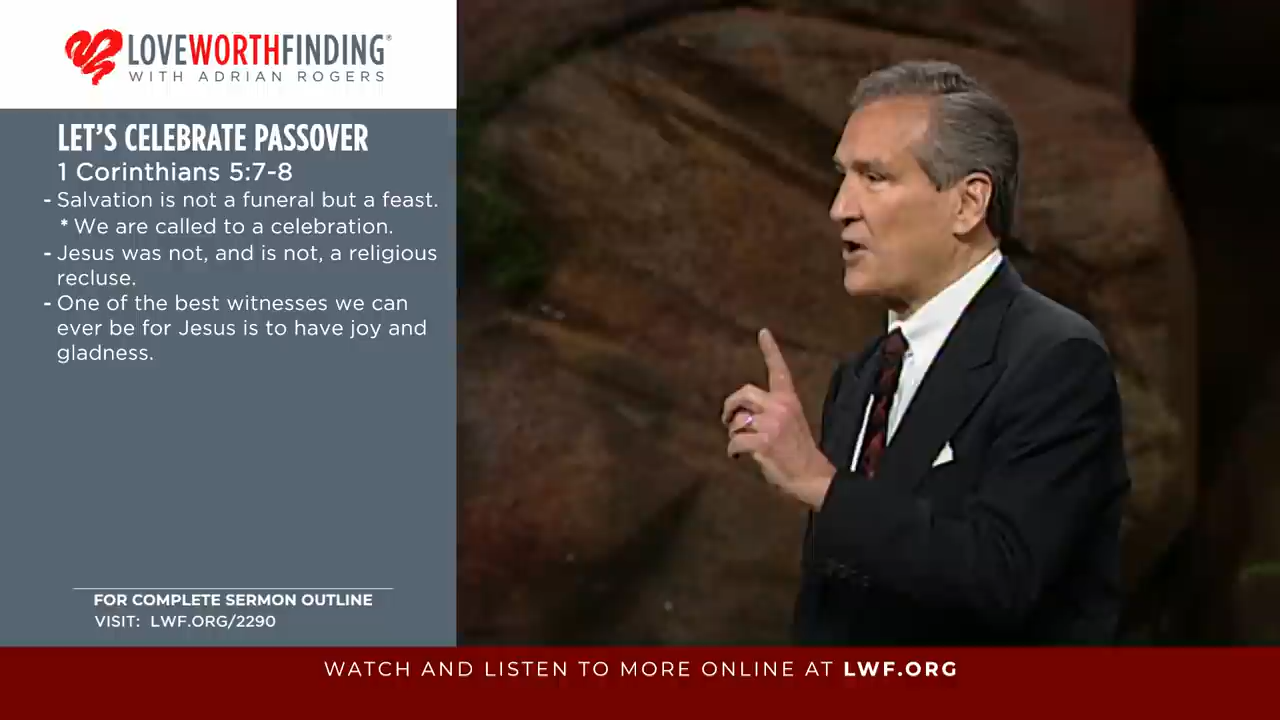 LOVEWORTHFINDING®
WITH ADRIAN ROGERS
LET'S CELEBRATE PASSOVER
1 Corinthians 5:7-8
- Salvation is not a funeral but a feast.
* We are called to a celebration.
- Jesus was not, and is not, a religious
recluse.
- One of the best witnesses we can
ever be for Jesus is to have joy and
gladness.
FOR COMPLETE SERMON OUTLINE
VISIT: LWF.ORG/2290
WATCH AND LISTEN TO MORE ONLINE AT LWF.ORG